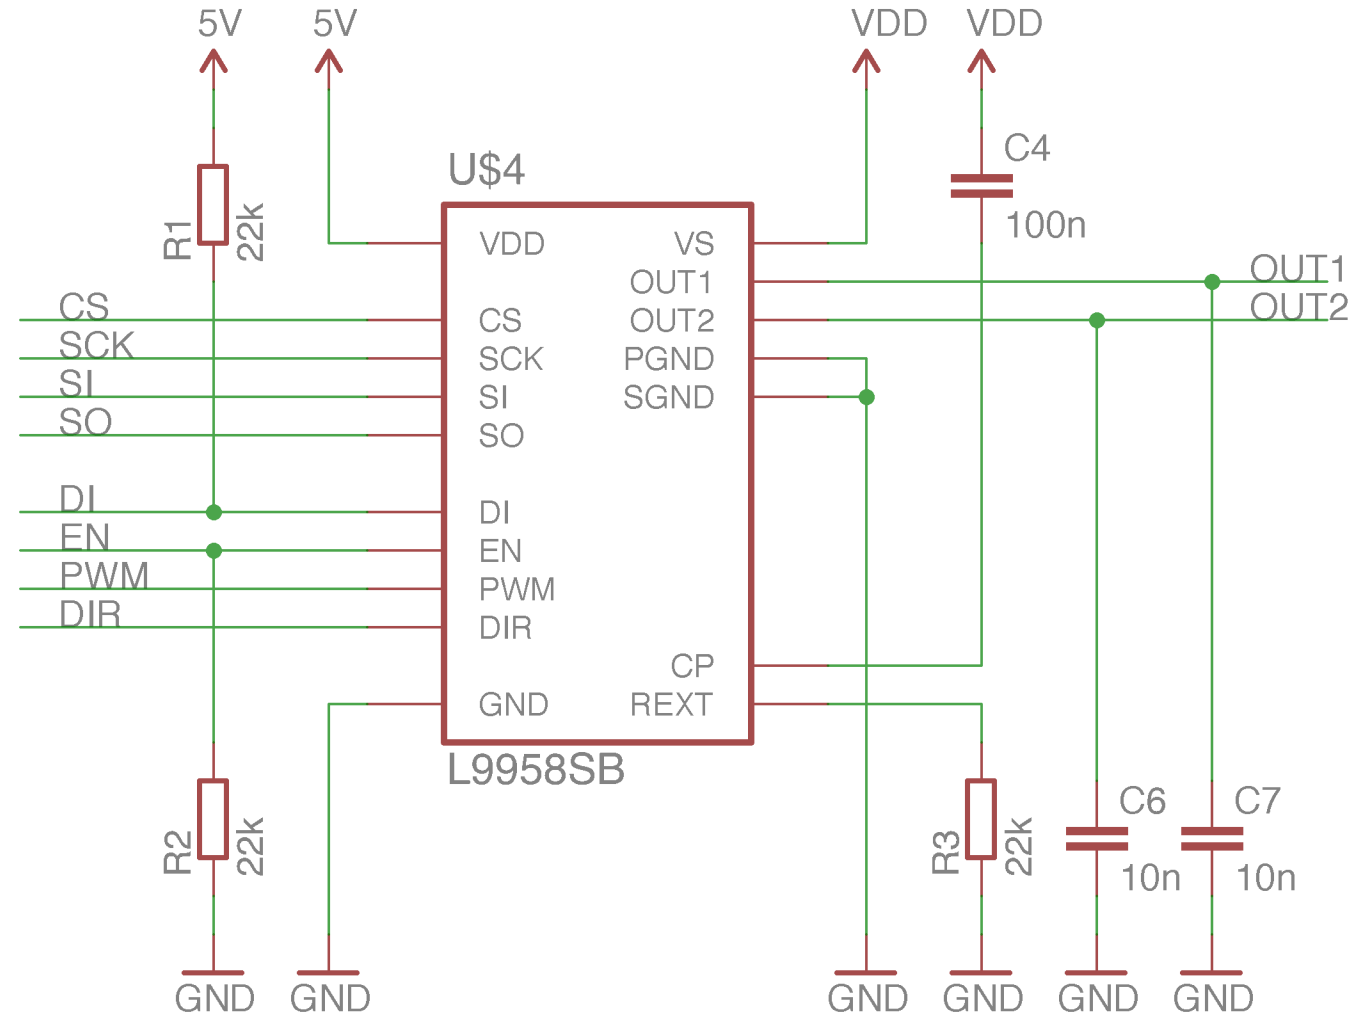 5V 5V VDD VDD
C4
U$4
R1 22k
100n
VDD VS
OUT1 OUT1
CS CS OUT2 OUT2
SCK SCK PGND
SI SI SGND
SO SO
DI DI
EN EN
PWM PWM
DIR DIR
CP
GND REXT
L9958SB
C6 C7
R2 22k R3 22k
10n 10n
GND GND GND GND GND GND